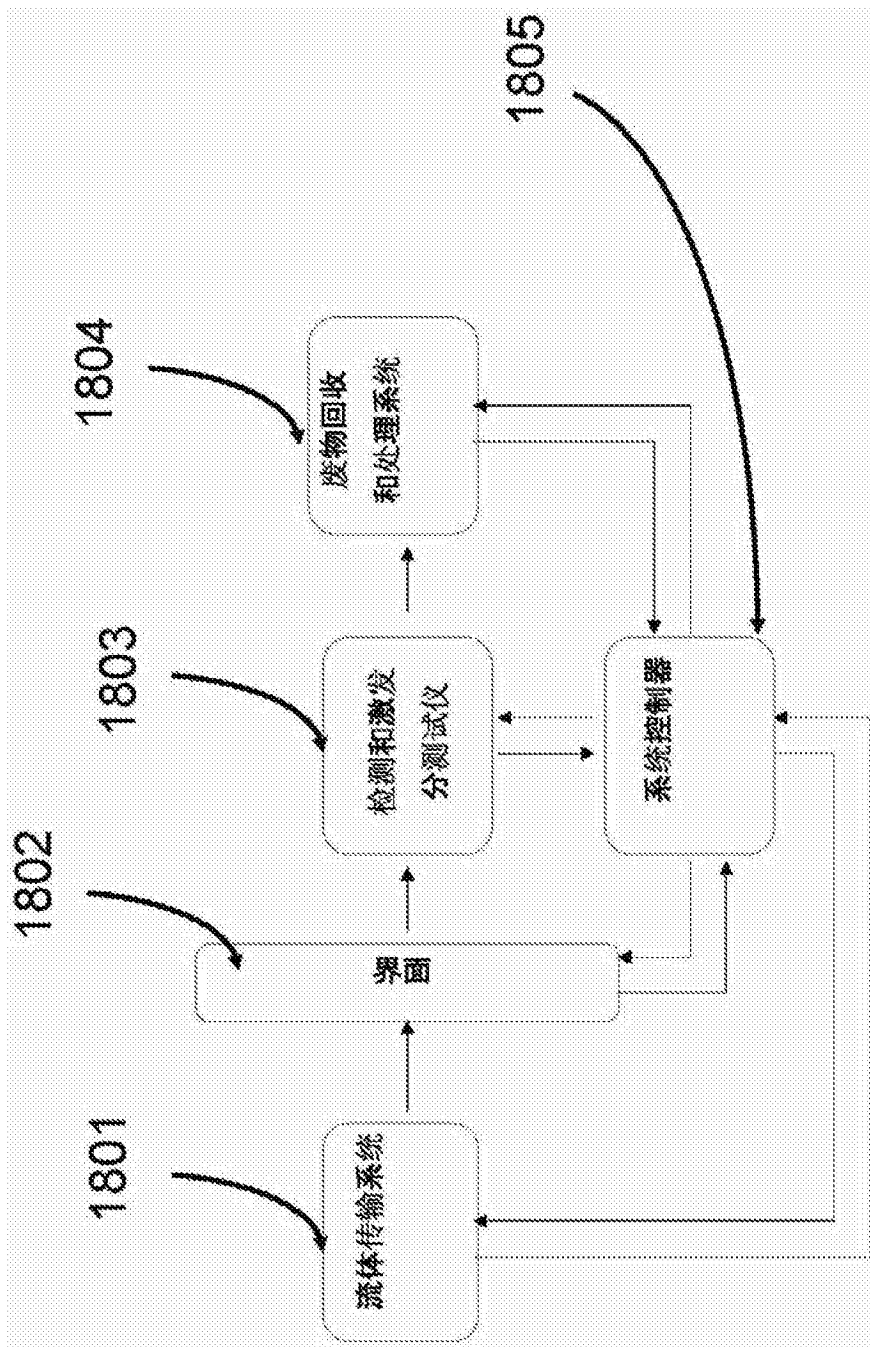 1801
流体传输系统
1802
界
面
1803
检测和激发
分测试仪
1804
废物回收
和处理系统
1805
系统控制器